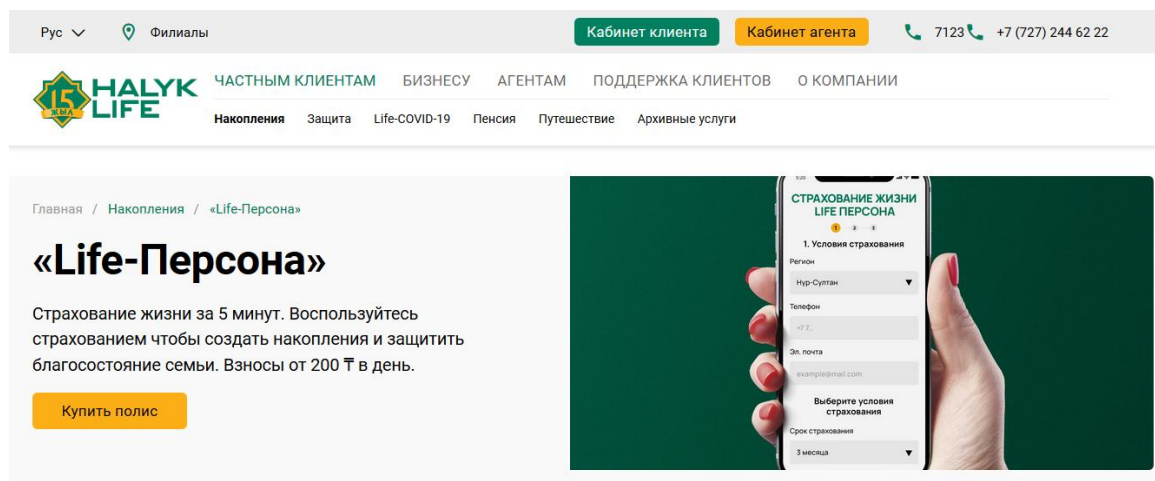 Рус
Филиалы
Кабинет клиента
Кабинет агента
7123
+7 (727) 244 62 22
15
ЖЫЛ
HALYK
LIFE
ЧАСТНЫМ КЛИЕНТАМ БИЗНЕСУ АГЕНТАМ ПОДДЕРЖКА КЛИЕНТОВ О КОМПАНИИ
Накопления Защита Life-COVID-19 Пенсия Путешествие Архивные услуги
Главная / Накопления / «Life-Персона»
«Life-Персона»
Страхование жизни за 5 минут. Воспользуйтесь
страхованием чтобы создать накопления и защитить
благосостояние семьи. Взносы от 200 ₸ в день.
Купить полис
5:20
СТРАХОВАНИЕ ЖИЗНИ
LIFE ПЕРСОНА
1 2 3
1. Условия страхования
Регион
Нур-Султан
Телефон
+7 7...
Эл. почта
example@mail.com
Выберите условия
страхования
Срок страхования
3 месяца